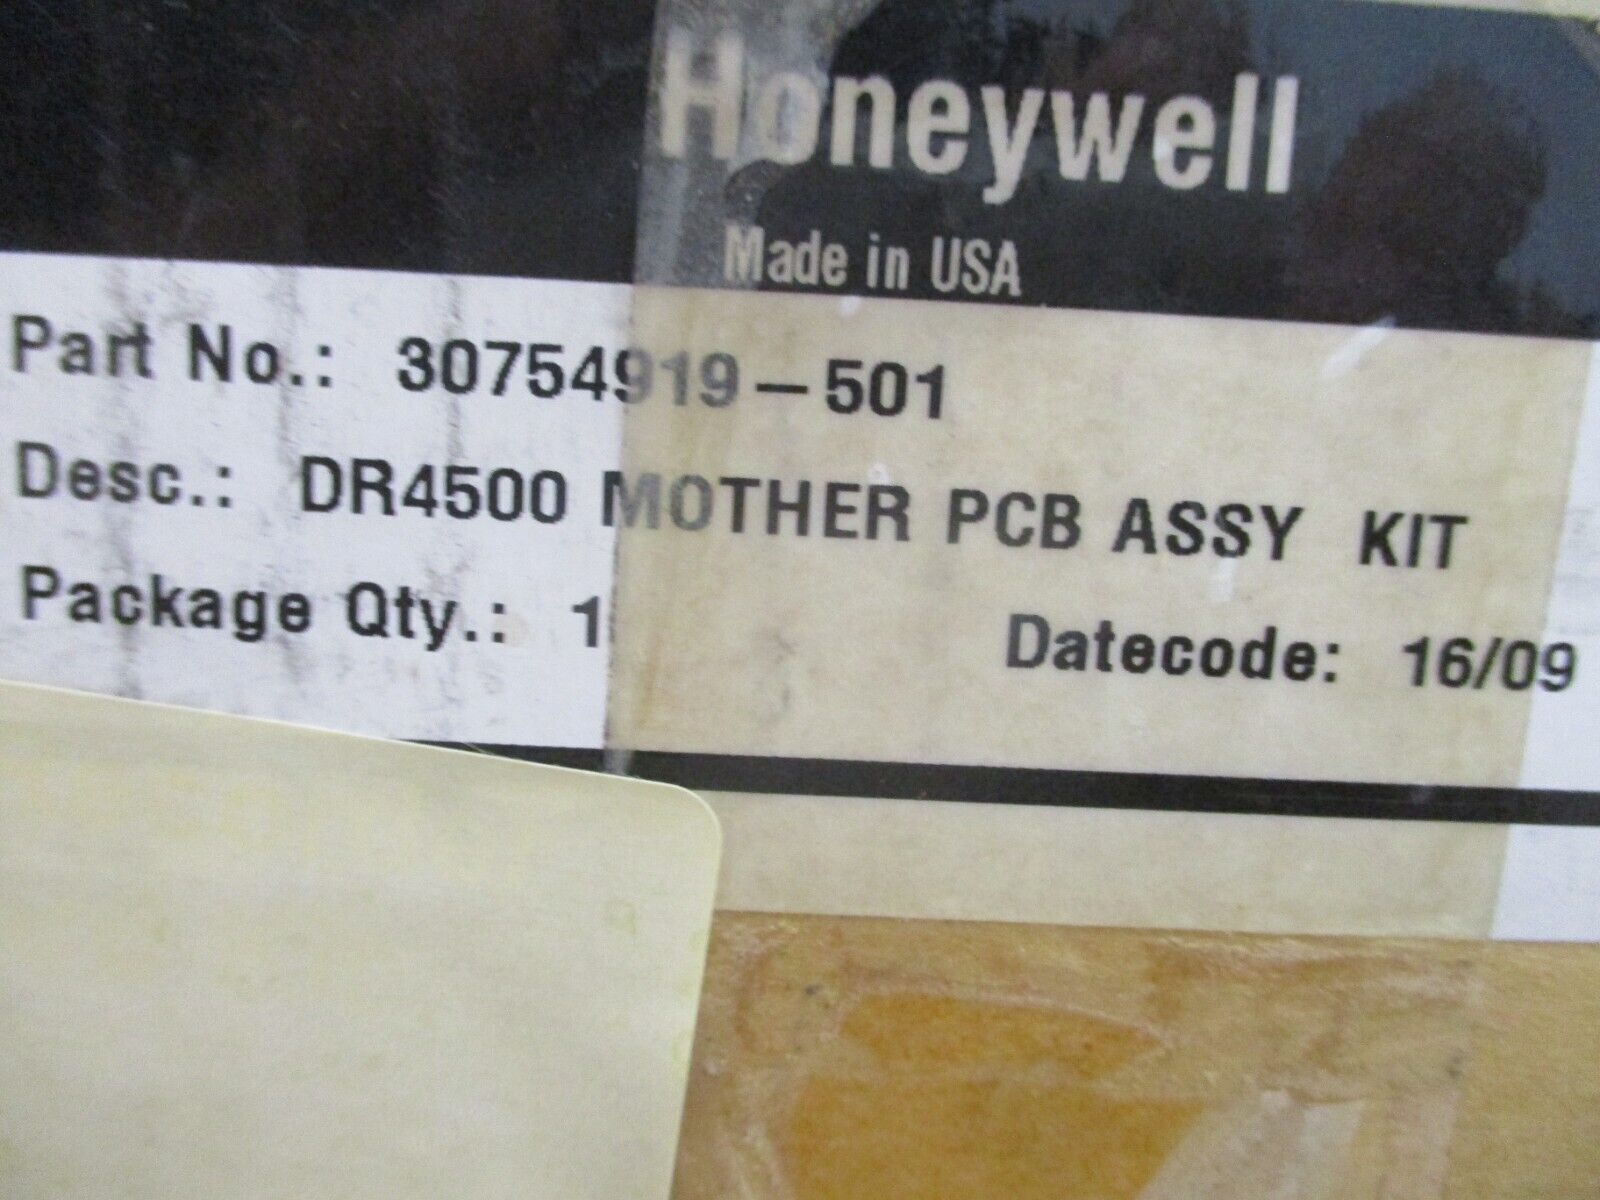 Honeywell
Made in USA
Part No.: 30754919-501
Desc.: DR4500 MOTHER PCB ASSY KIT
Package Qty.: 1 Datecode: 16/09